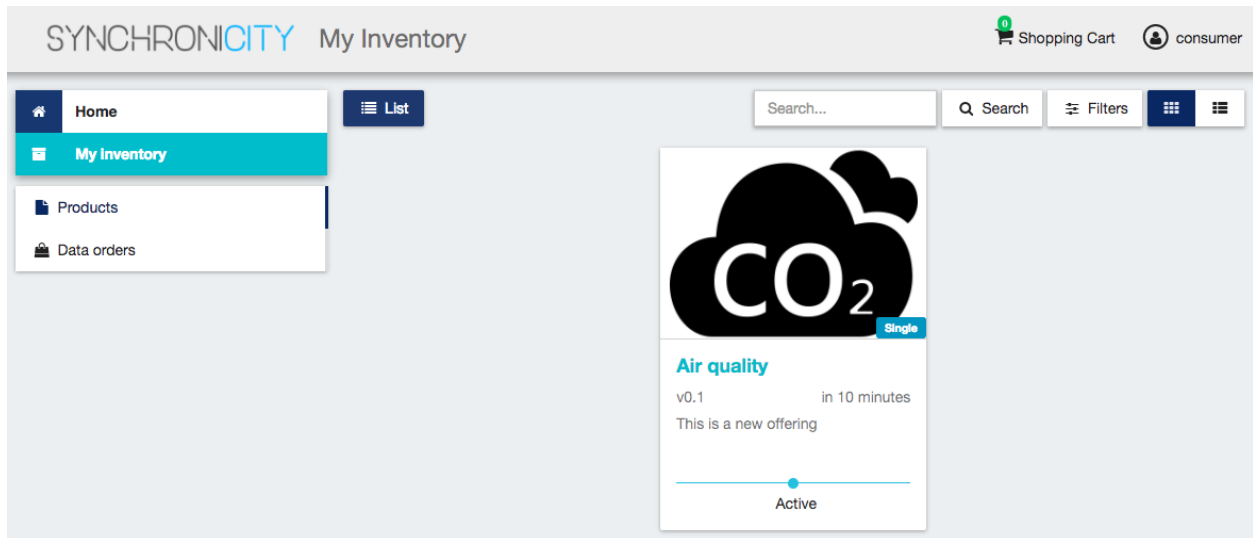 SYNCHRONICITY My Inventory
0
Shopping Cart
consumer
Home
My inventory
Products
Data orders
List
Search...
Search
Filters
CO2
Single
Air quality
v0.1 in 10 minutes
This is a new offering
Active